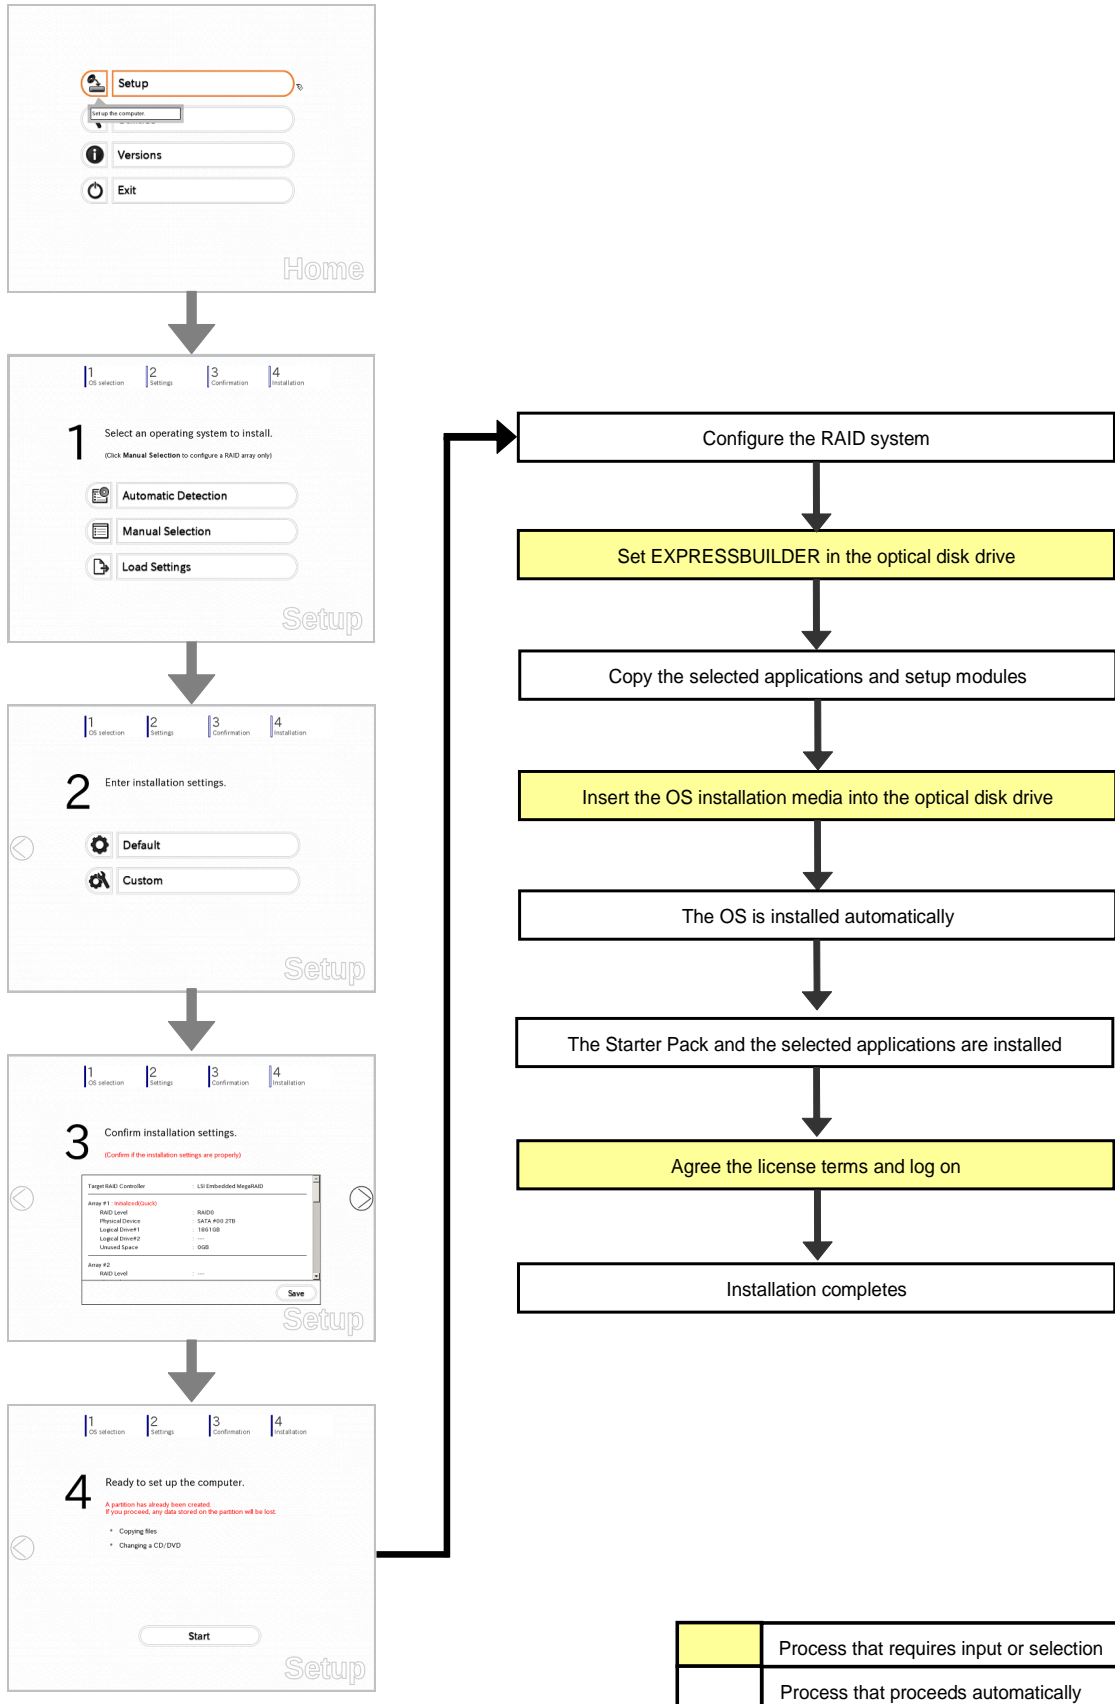 Setup
Set up the computer.
Versions
Exit
Home
1 OS selection
2 Settings
3 Confirmation
4 Installation
1
Select an operating system to install.
(Click Manual Selection to configure a RAID array only)
Automatic Detection
Manual Selection
Load Settings
Setup
1 OS selection
2 Settings
3 Confirmation
4 Installation
2
Enter installation settings.
Default
Custom
Setup
1 OS selection
2 Settings
3 Confirmation
4 Installation
3
Confirm installation settings.
(Confirm if the installation settings are properly)
Target RAID Controller : LSI Embedded MegaRAID
Array #1 : Initialized(Quick)
RAID Level : RAID0
Physical Device : SATA #00 2TB
Logical Drive#1 : 1861GB
Logical Drive#2 : ---
Unused Space : 0GB
Array #2
RAID Level : ---
Save
Setup
1 OS selection
2 Settings
3 Confirmation
4 Installation
4
Ready to set up the computer.
A partition has already been created.
If you proceed, any data stored on the partition will be lost.
* Copying files
* Changing a CD/DVD
Start
Setup
Configure the RAID system
Set EXPRESSBUILDER in the optical disk drive
Copy the selected applications and setup modules
Insert the OS installation media into the optical disk drive
The OS is installed automatically
The Starter Pack and the selected applications are installed
Agree the license terms and log on
Installation completes
Process that requires input or selection
Process that proceeds automatically